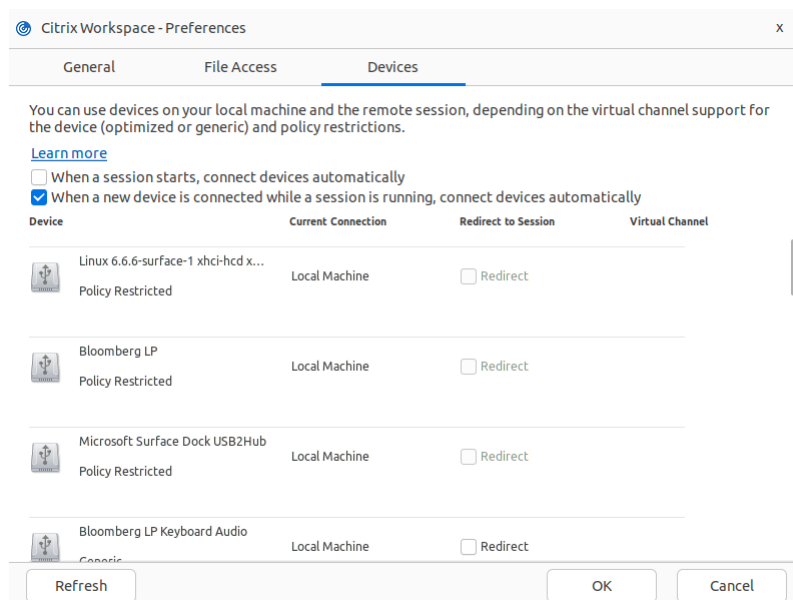 Citrix Workspace - Preferences x
General File Access Devices
You can use devices on your local machine and the remote session, depending on the virtual channel support for
the device (optimized or generic) and policy restrictions.
Learn more
When a session starts, connect devices automatically
When a new device is connected while a session is running, connect devices automatically
Device Current Connection Redirect to Session Virtual Channel
Linux 6.6.6-surface-1 xhci-hcd x...
Local Machine Redirect
Policy Restricted
Bloomberg LP
Local Machine Redirect
Policy Restricted
Microsoft Surface Dock USB2Hub
Local Machine Redirect
Policy Restricted
Bloomberg LP Keyboard Audio
Local Machine Redirect
Generic
Refresh OK Cancel